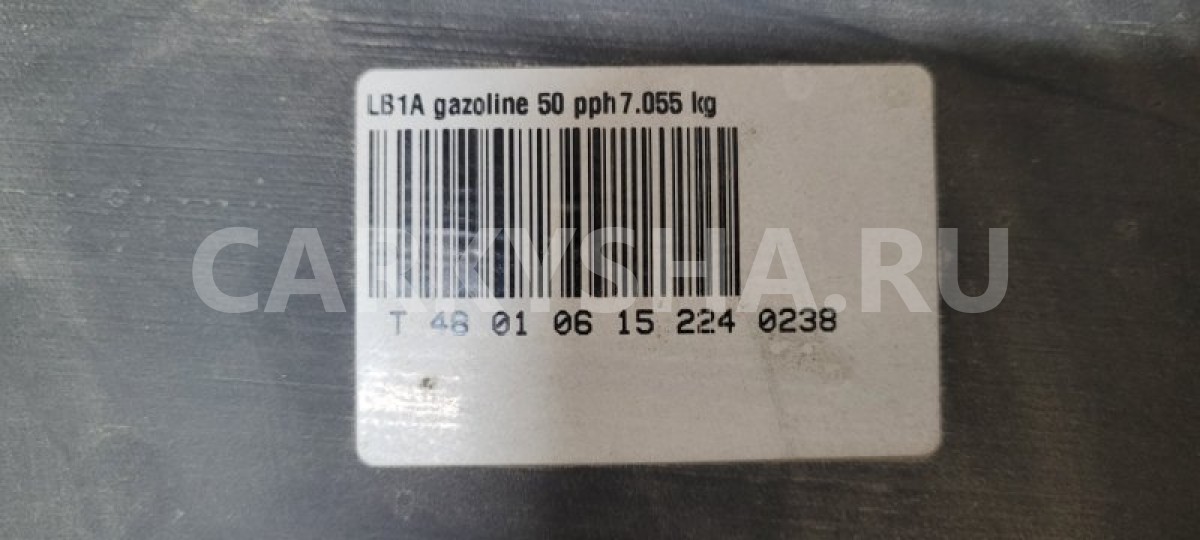 LB1A gazoline 50 pph 7.055 kg
CARKYSHA.RU
T 48 01 06 15 224 0238